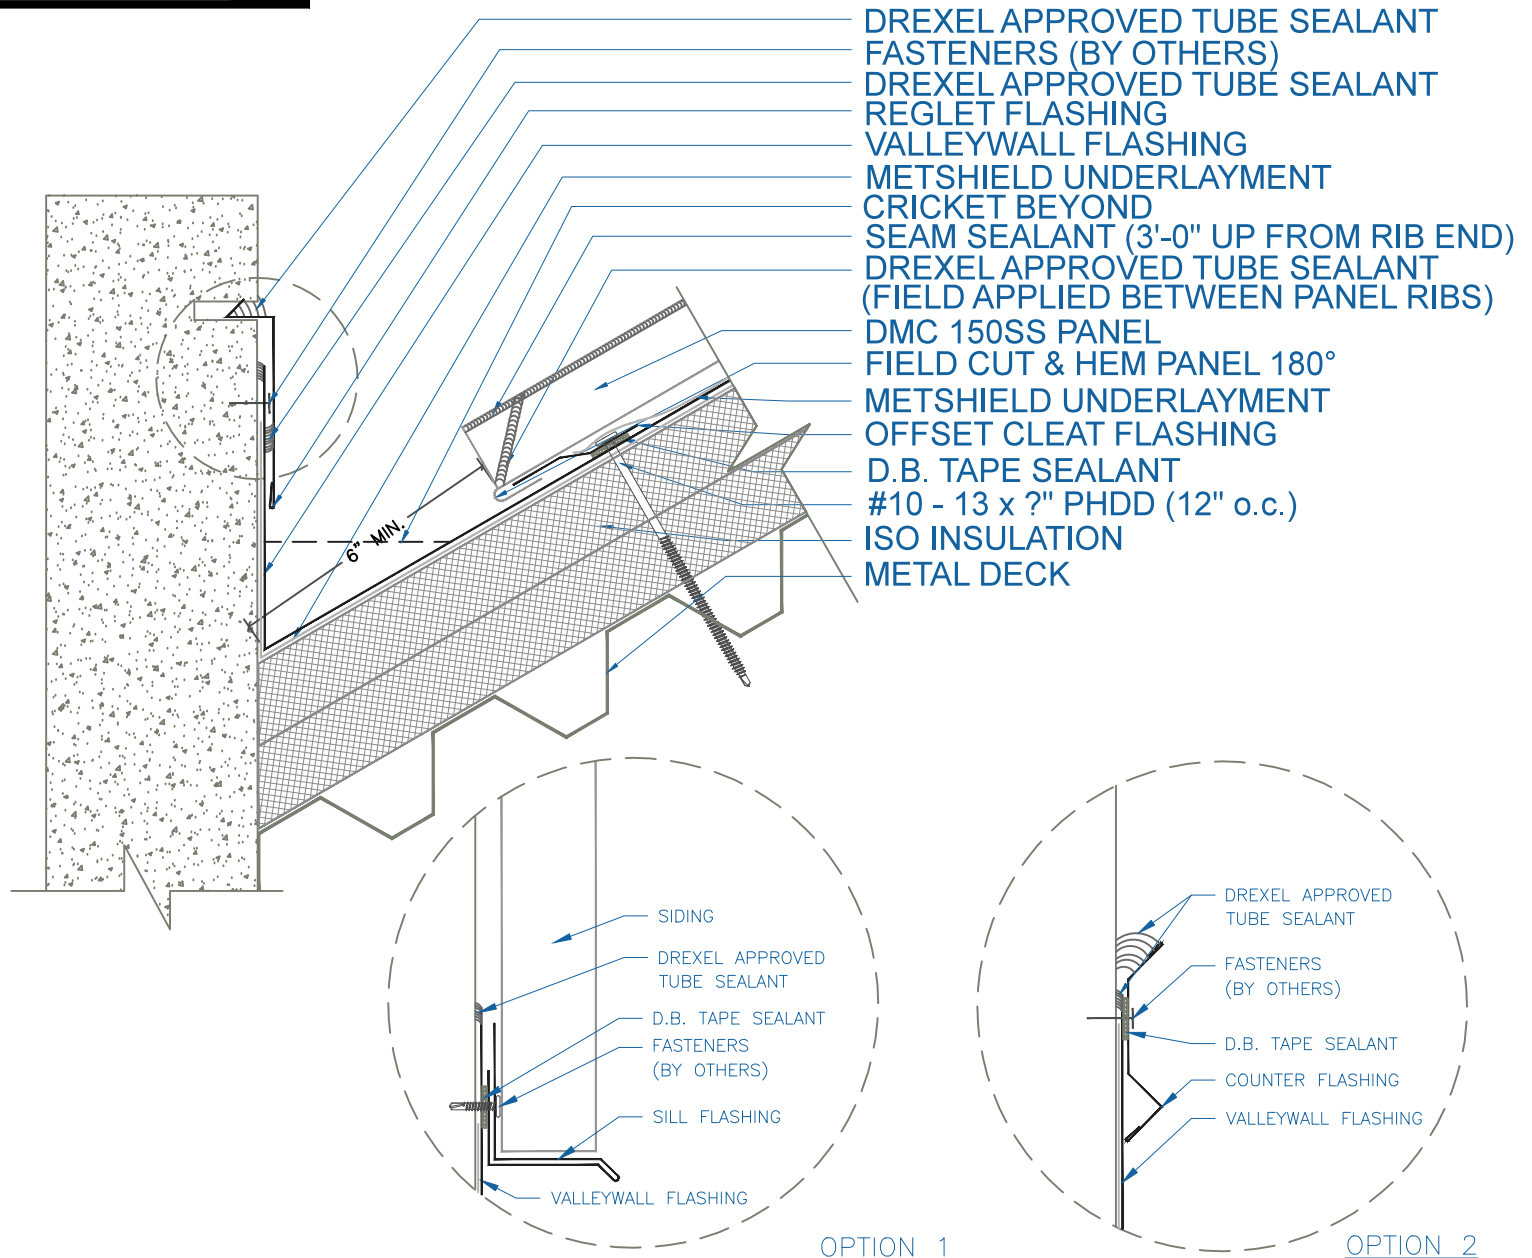 DREXEL APPROVED TUBE SEALANT
FASTENERS (BY OTHERS)
DREXEL APPROVED TUBE SEALANT
REGLET FLASHING
VALLEYWALL FLASHING
METSHIELD UNDERLAYMENT
CRICKET BEYOND
SEAM SEALANT (3'-0" UP FROM RIB END)
DREXEL APPROVED TUBE SEALANT
(FIELD APPLIED BETWEEN PANEL RIBS)
DMC 150SS PANEL
FIELD CUT & HEM PANEL 180°
METSHIELD UNDERLAYMENT
OFFSET CLEAT FLASHING
D.B. TAPE SEALANT
#10 - 13 x ?" PHDD (12" o.c.)
ISO INSULATION
METAL DECK
6" MIN.
SIDING
DREXEL APPROVED
TUBE SEALANT
D.B. TAPE SEALANT
FASTENERS
(BY OTHERS)
SILL FLASHING
VALLEYWALL FLASHING
OPTION 1
DREXEL APPROVED
TUBE SEALANT
FASTENERS
(BY OTHERS)
D.B. TAPE SEALANT
COUNTER FLASHING
VALLEYWALL FLASHING
OPTION 2